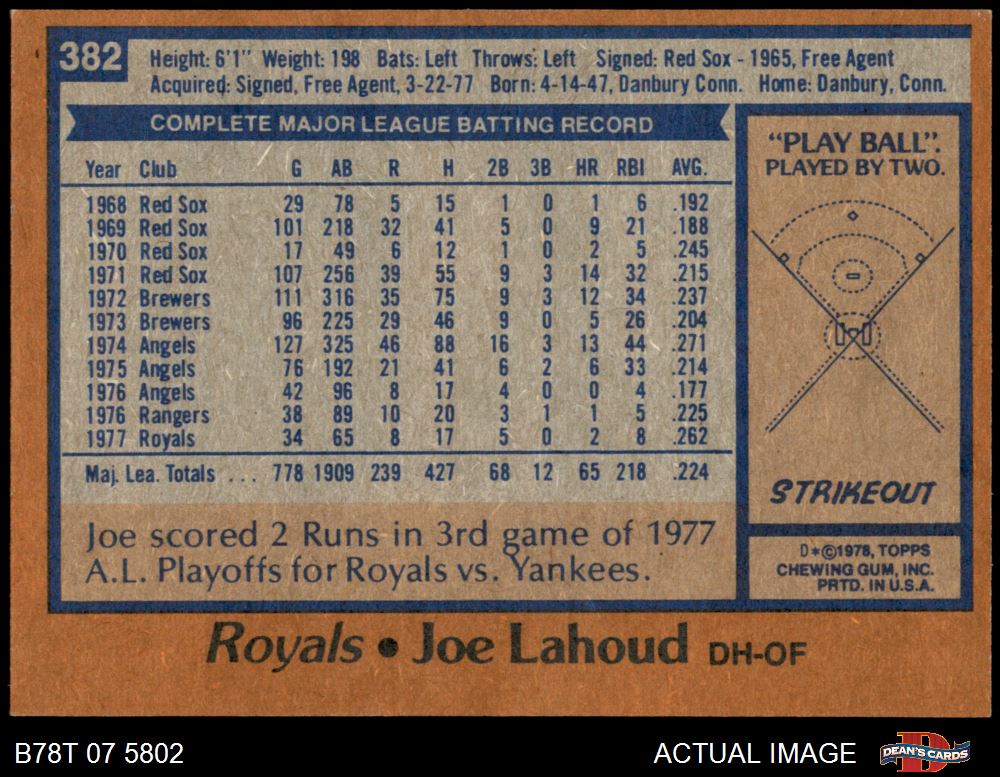 382
Height: 6'1" Weight: 198 Bats: Left Throws: Left Signed: Red Sox - 1965, Free Agent
Acquired: Signed, Free Agent, 3-22-77 Born: 4-14-47, Danbury Conn. Home: Danbury, Conn.
COMPLETE MAJOR LEAGUE BATTING RECORD
Year Club G AB R H 2B 3B HR RBI AVG.
1968 Red Sox 29 78 5 15 1 0 1 6 .192
1969 Red Sox 101 218 32 41 5 0 9 21 .188
1970 Red Sox 17 49 6 12 1 0 2 5 .245
1971 Red Sox 107 256 39 55 9 3 14 32 .215
1972 Brewers 111 316 35 75 9 3 12 34 .237
1973 Brewers 96 225 29 46 9 0 5 26 .204
1974 Angels 127 325 46 88 16 3 13 44 .271
1975 Angels 76 192 21 41 6 2 6 33 .214
1976 Angels 42 96 8 17 4 0 0 4 .177
1976 Rangers 38 89 10 20 3 1 1 5 .225
1977 Royals 34 65 8 17 5 0 2 8 .262
Maj. Lea. Totals . . . 778 1909 239 427 68 12 65 218 .224
Joe scored 2 Runs in 3rd game of 1977
A.L. Playoffs for Royals vs. Yankees.
"PLAY BALL":
PLAYED BY TWO.
STRIKEOUT
D*©1978, TOPPS
CHEWING GUM, INC.
PRTD. IN U.S.A.
Royals • Joe Lahoud DH-OF
B78T 07 5802
ACTUAL IMAGE
DEAN'S CARDS